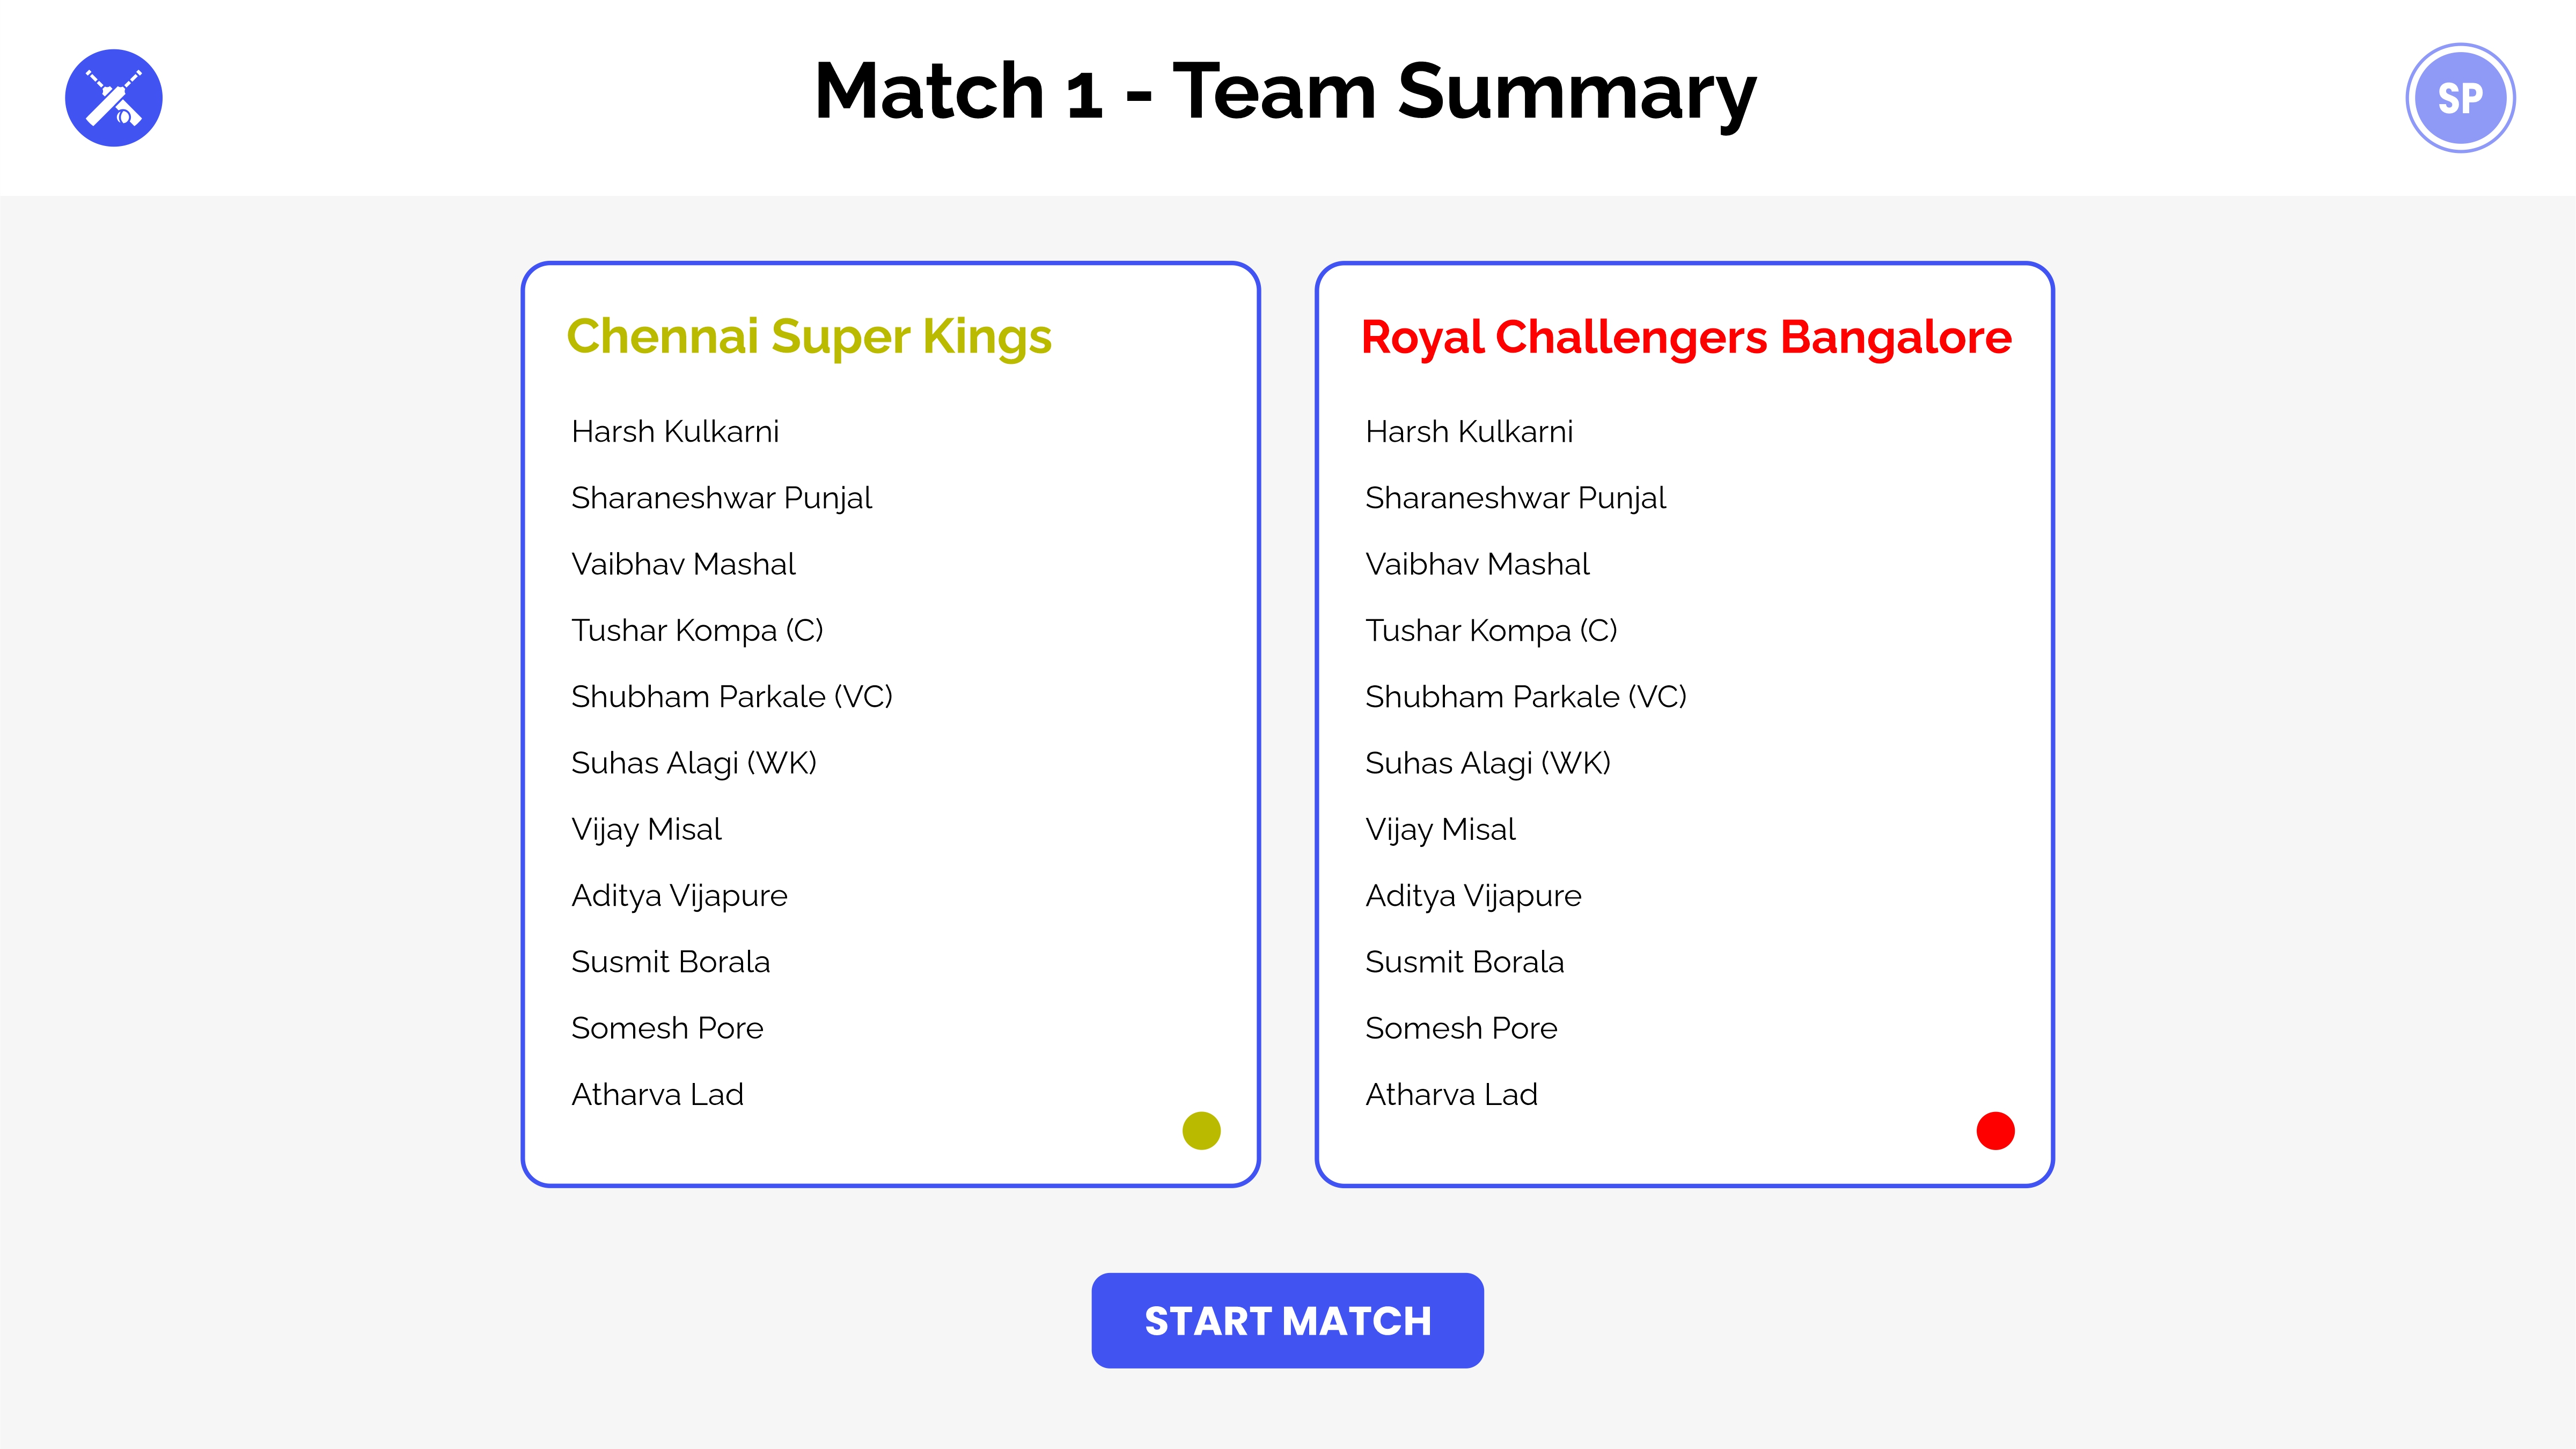 Match 1 - Team Summary
SP
Chennai Super Kings
Harsh Kulkarni
Sharaneshwar Punjal
Vaibhav Mashal
Tushar Kompa (C)
Shubham Parkale (VC)
Suhas Alagi (WK)
Vijay Misal
Aditya Vijapure
Susmit Borala
Somesh Pore
Atharva Lad
Royal Challengers Bangalore
Harsh Kulkarni
Sharaneshwar Punjal
Vaibhav Mashal
Tushar Kompa (C)
Shubham Parkale (VC)
Suhas Alagi (WK)
Vijay Misal
Aditya Vijapure
Susmit Borala
Somesh Pore
Atharva Lad
START MATCH